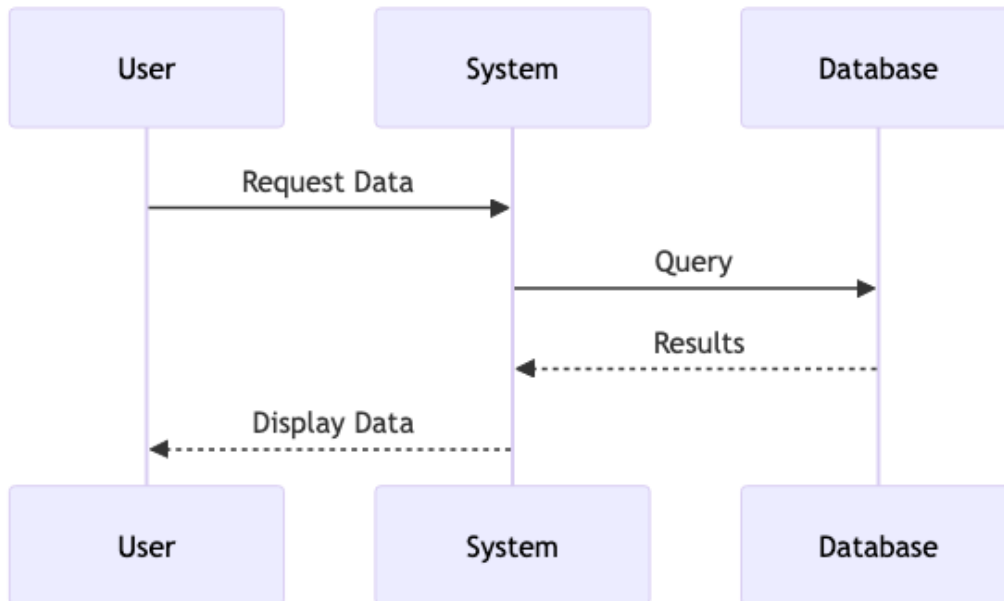 User System Database
Request Data
Query
Results
Display Data
User System Database